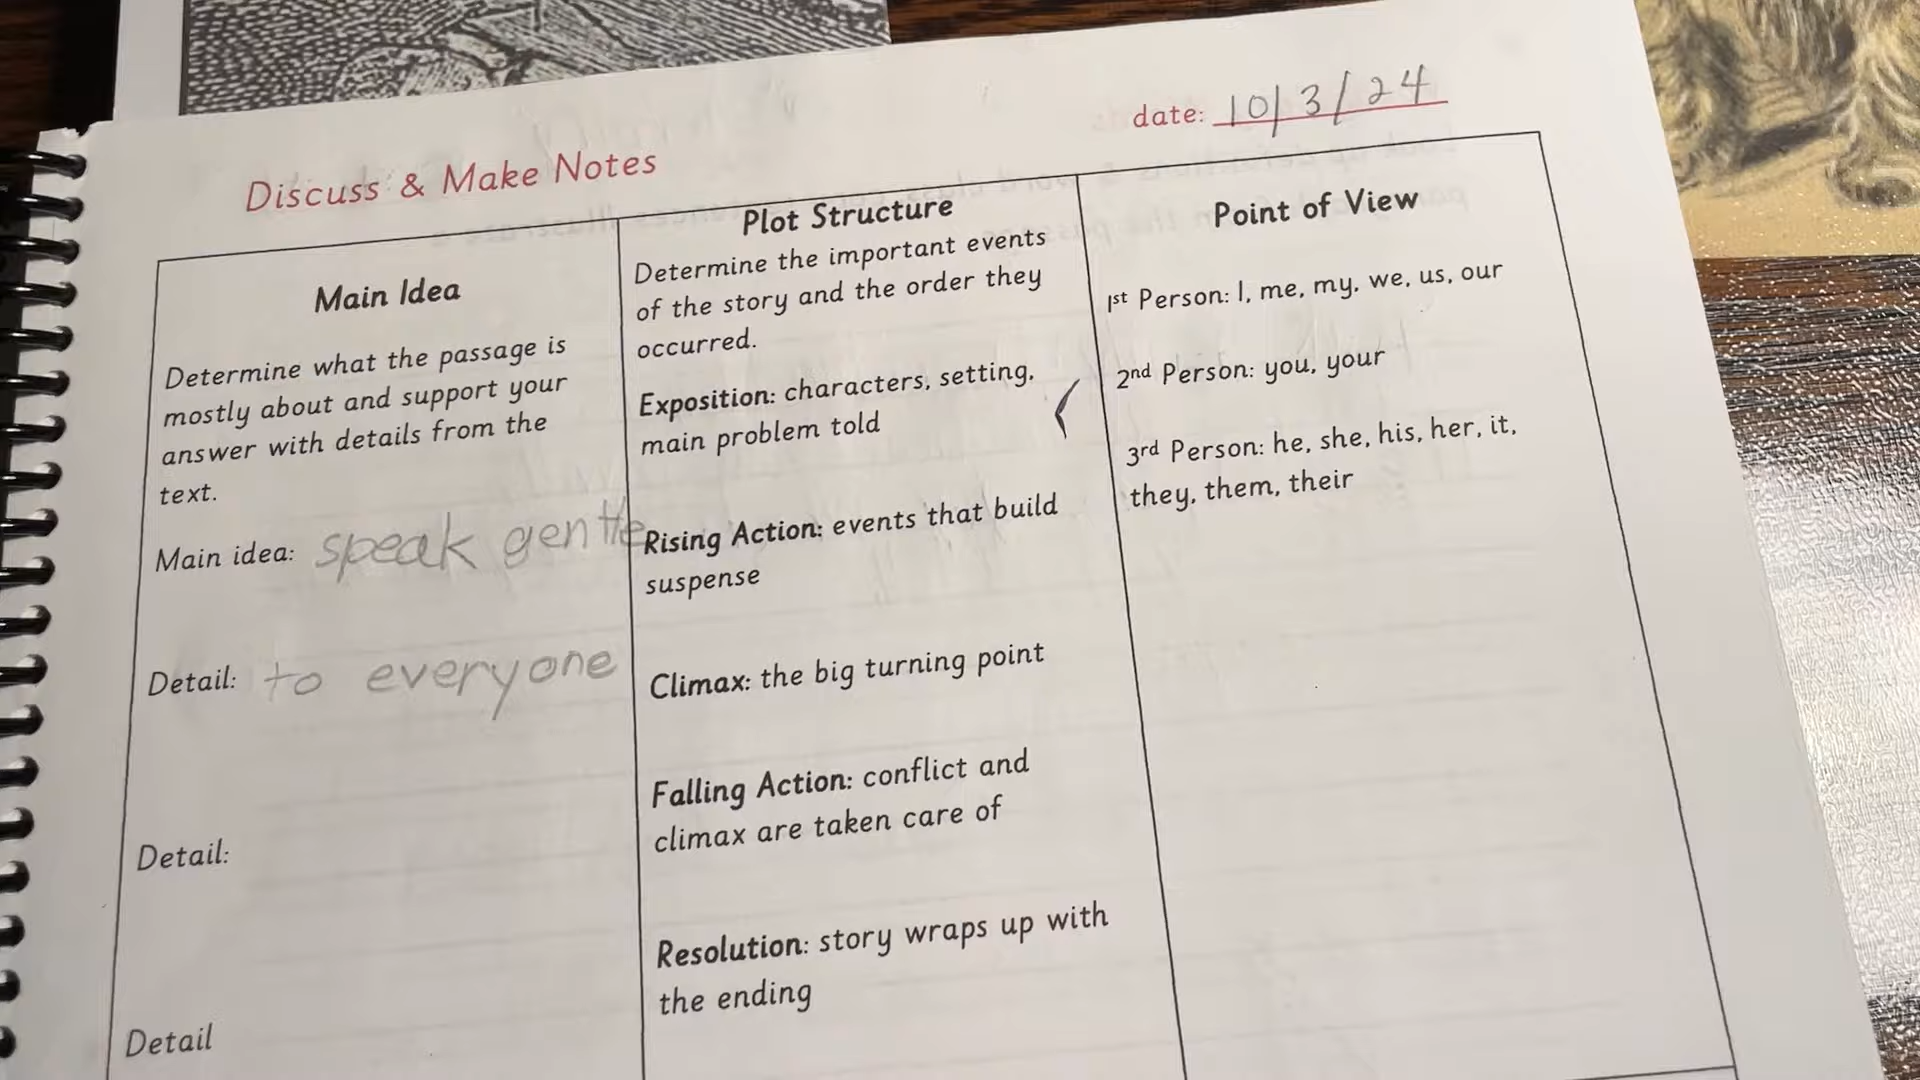 date: 10/3/24
Discuss & Make Notes
Main Idea
Determine what the passage is
mostly about and support your
answer with details from the
text.
Main idea: speak gentle
Detail: to everyone
Detail:
Detail
Plot Structure
Determine the important events
of the story and the order they
occurred.
Exposition: characters, setting,
main problem told
Rising Action: events that build
suspense
Climax: the big turning point
Falling Action: conflict and
climax are taken care of
Resolution: story wraps up with
the ending
Point of View
1st Person: I, me, my, we, us, our
2nd Person: you, your
3rd Person: he, she, his, her, it,
they, them, their